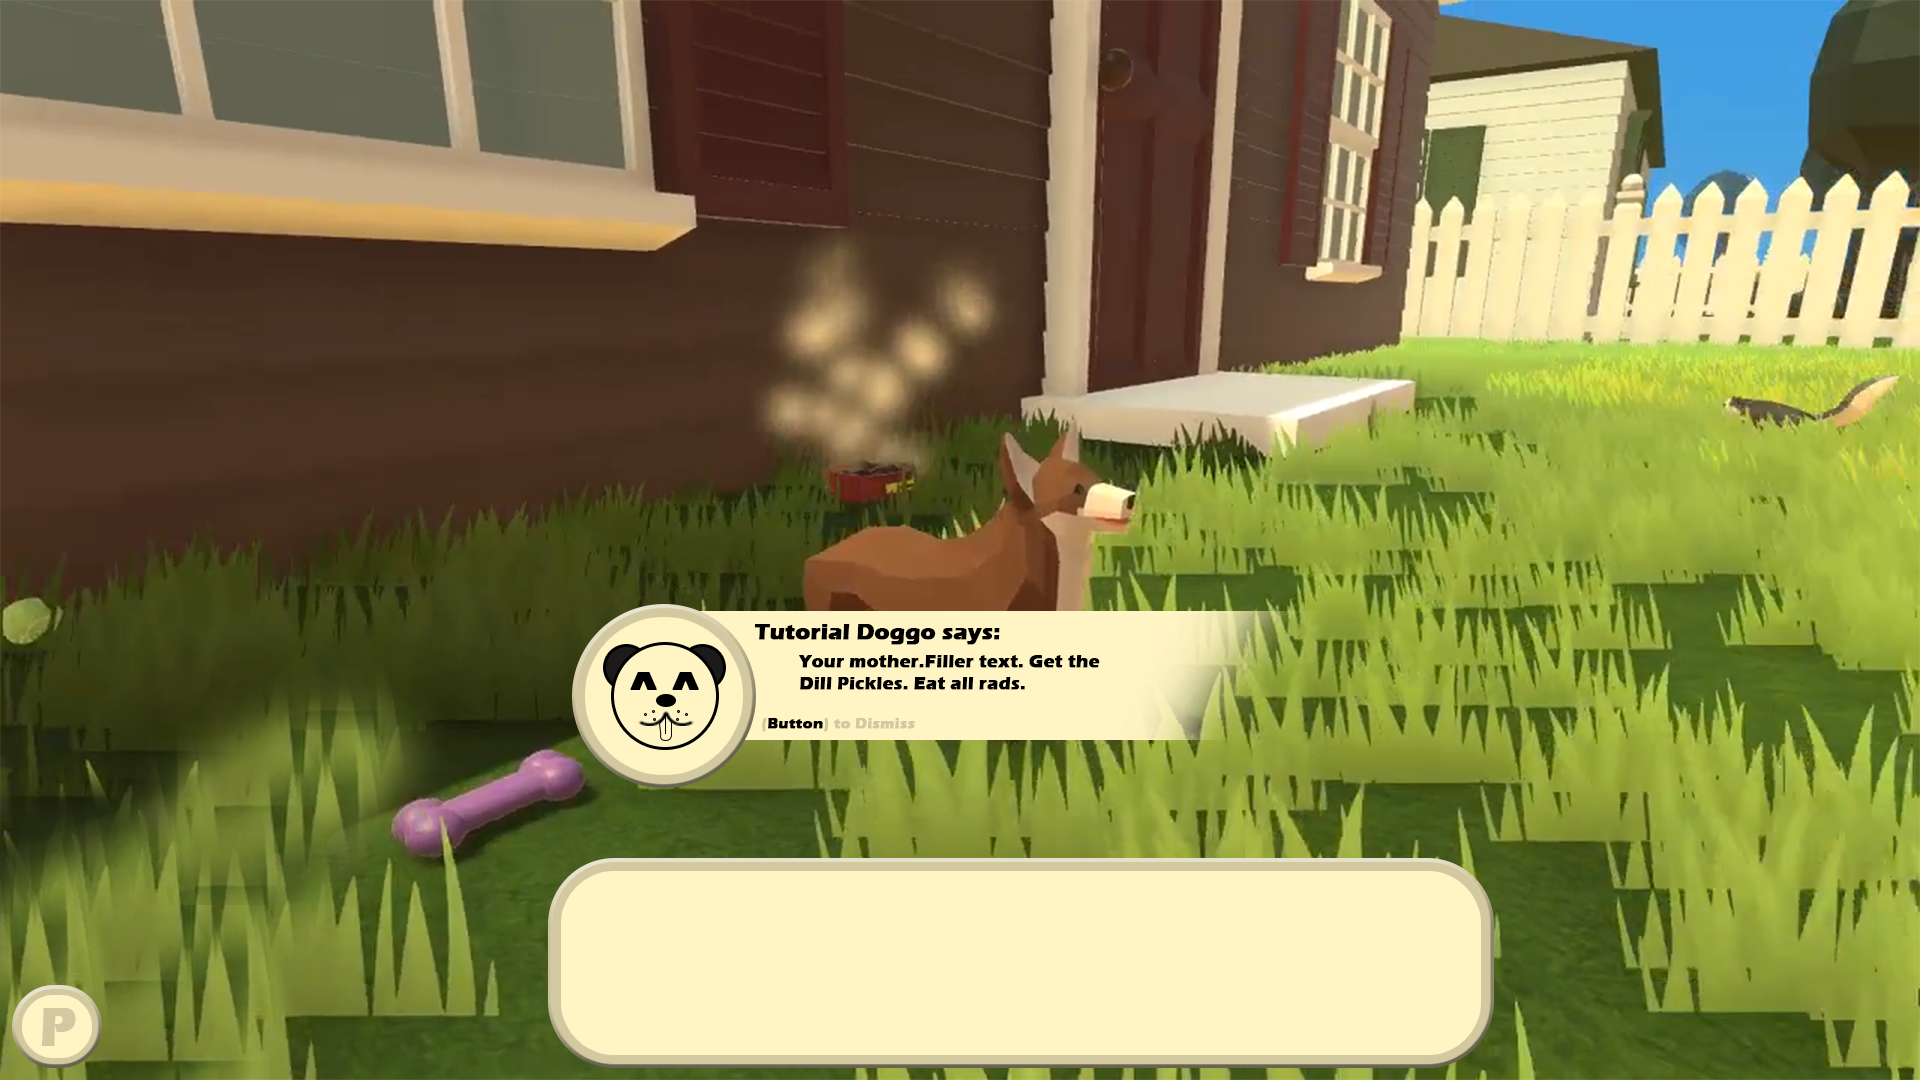 Tutorial Doggo says:
Your mother.Filler text. Get the
Dill Pickles. Eat all rads.
(Button) to Dismiss
P